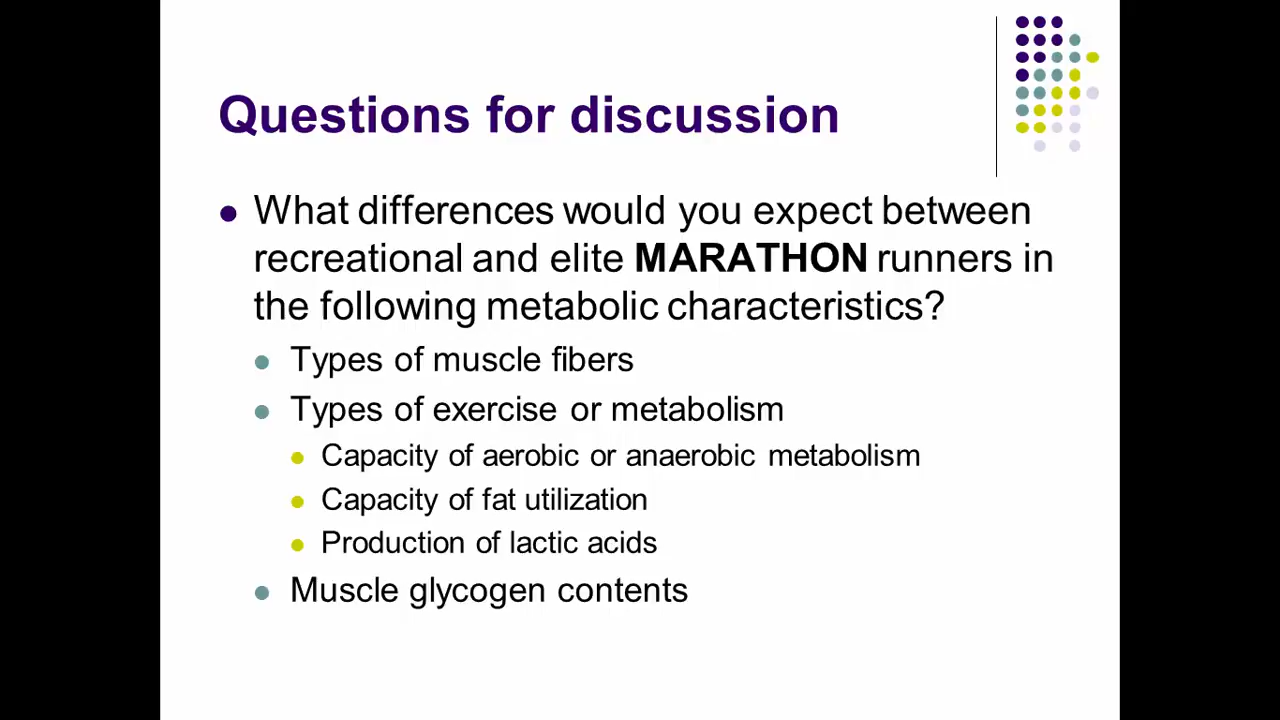 Questions for discussion
What differences would you expect between
recreational and elite MARATHON runners in
the following metabolic characteristics?
Types of muscle fibers
Types of exercise or metabolism
Capacity of aerobic or anaerobic metabolism
Capacity of fat utilization
Production of lactic acids
Muscle glycogen contents